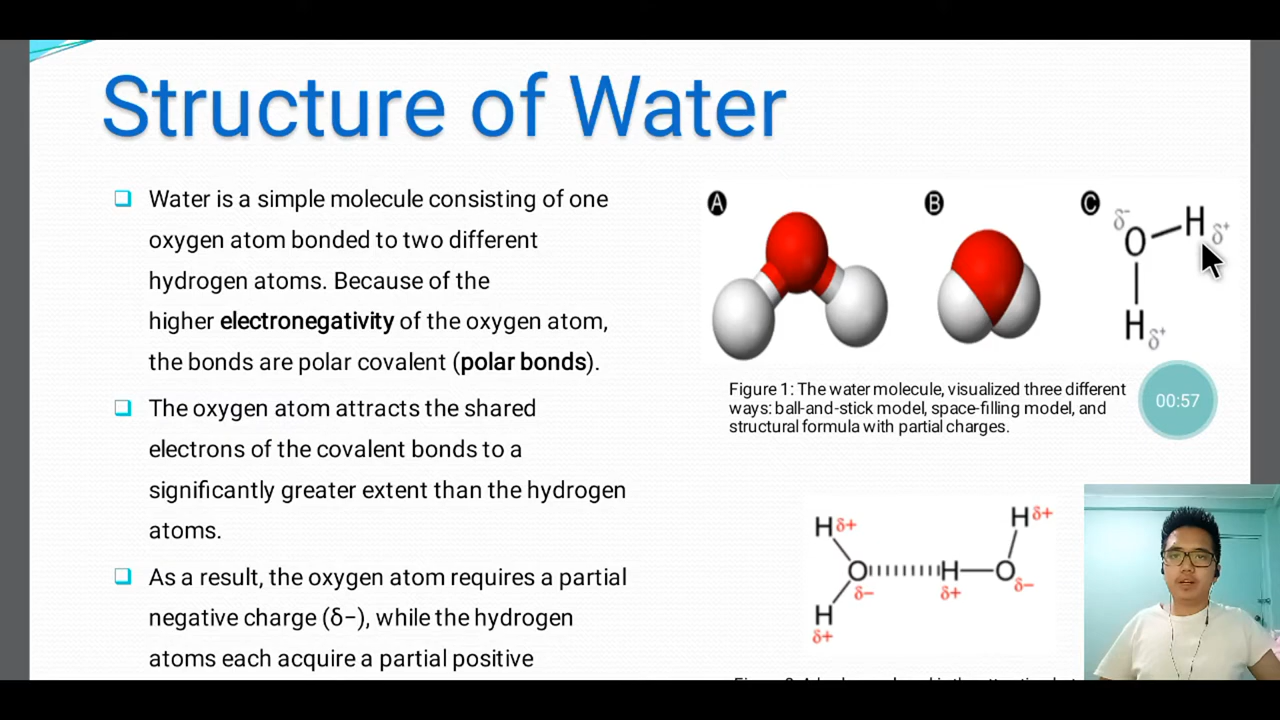 Structure of Water
❑ Water is a simple molecule consisting of one
oxygen atom bonded to two different
hydrogen atoms. Because of the
higher electronegativity of the oxygen atom,
the bonds are polar covalent (polar bonds).
❑ The oxygen atom attracts the shared
electrons of the covalent bonds to a
significantly greater extent than the hydrogen
atoms.
❑ As a result, the oxygen atom requires a partial
negative charge (δ−), while the hydrogen
atoms each acquire a partial positive
A
B
C
δ-
O
H
δ+
H
δ+
Figure 1: The water molecule, visualized three different
ways: ball-and-stick model, space-filling model, and
structural formula with partial charges.
00:57
H δ+
H δ+
O
H
O
δ−
δ+
δ−
H
δ+